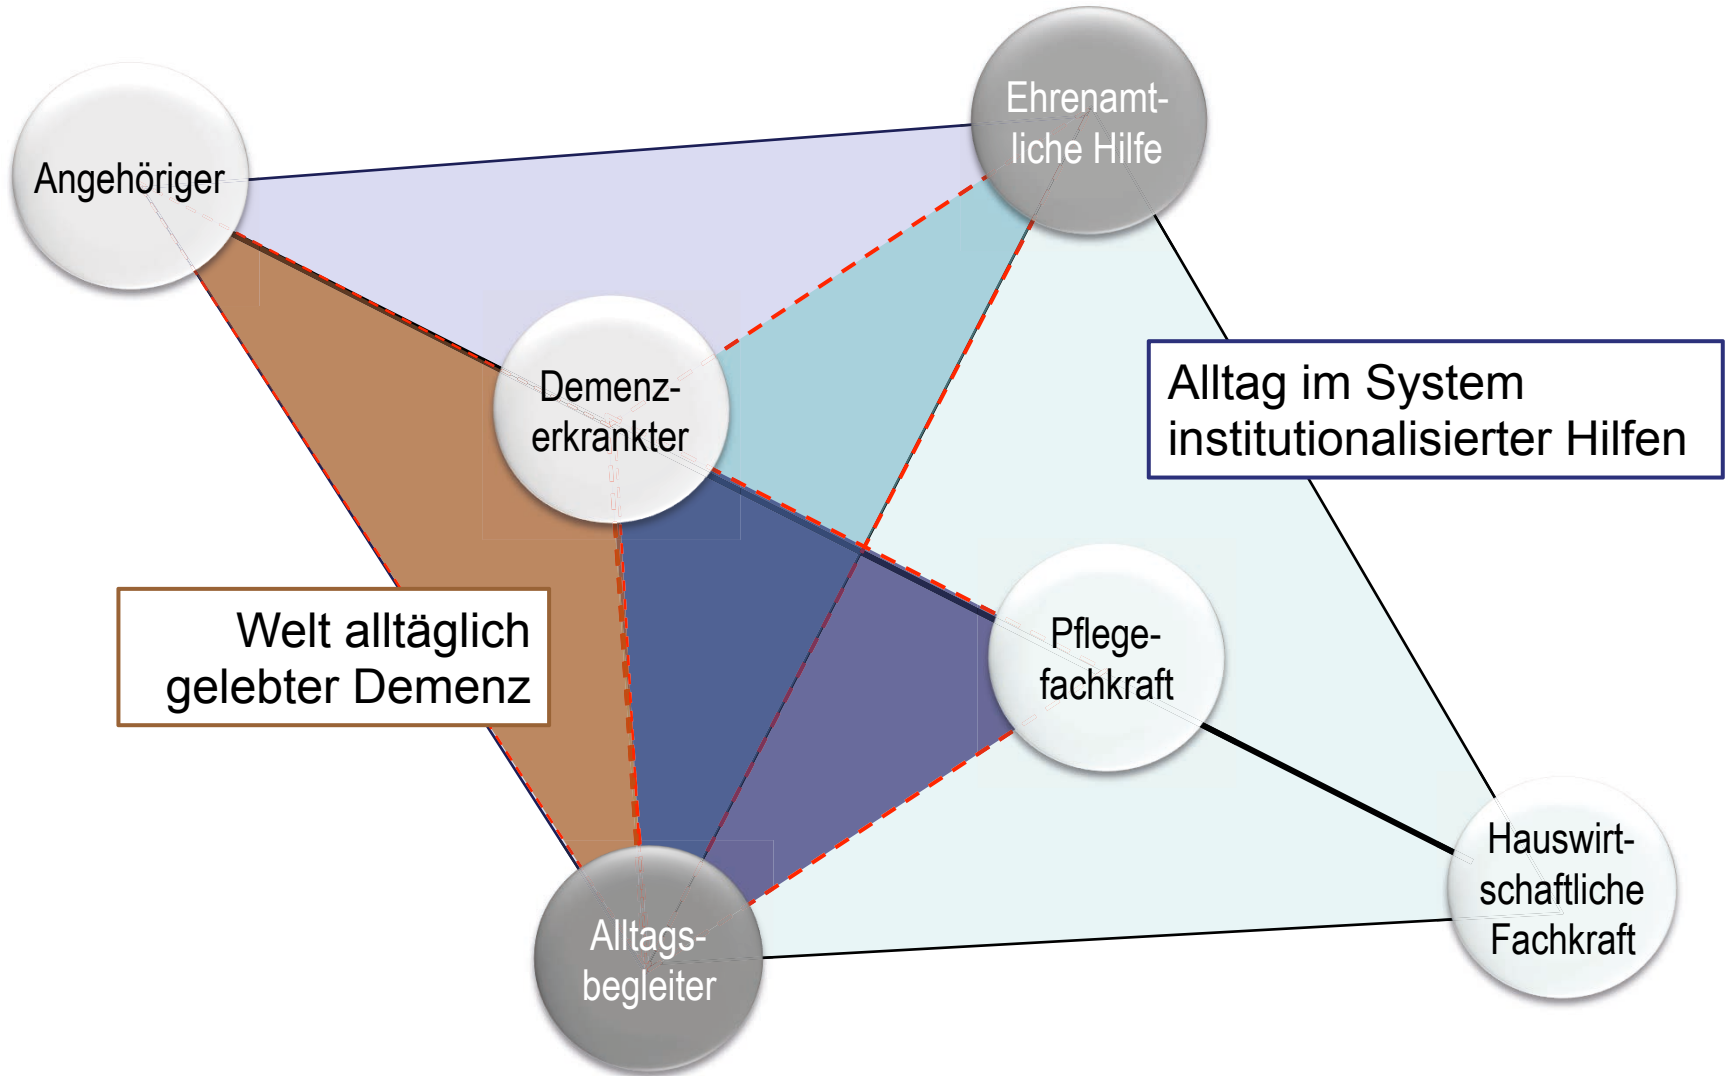 Ehrenamt-
liche Hilfe
Angehöriger
Demenz-
erkrankter
Alltag im System
institutionalisierter Hilfen
Welt alltäglich
gelebter Demenz
Pflege-
fachkraft
Hauswirt-
schaftliche
Fachkraft
Alltags-
begleiter